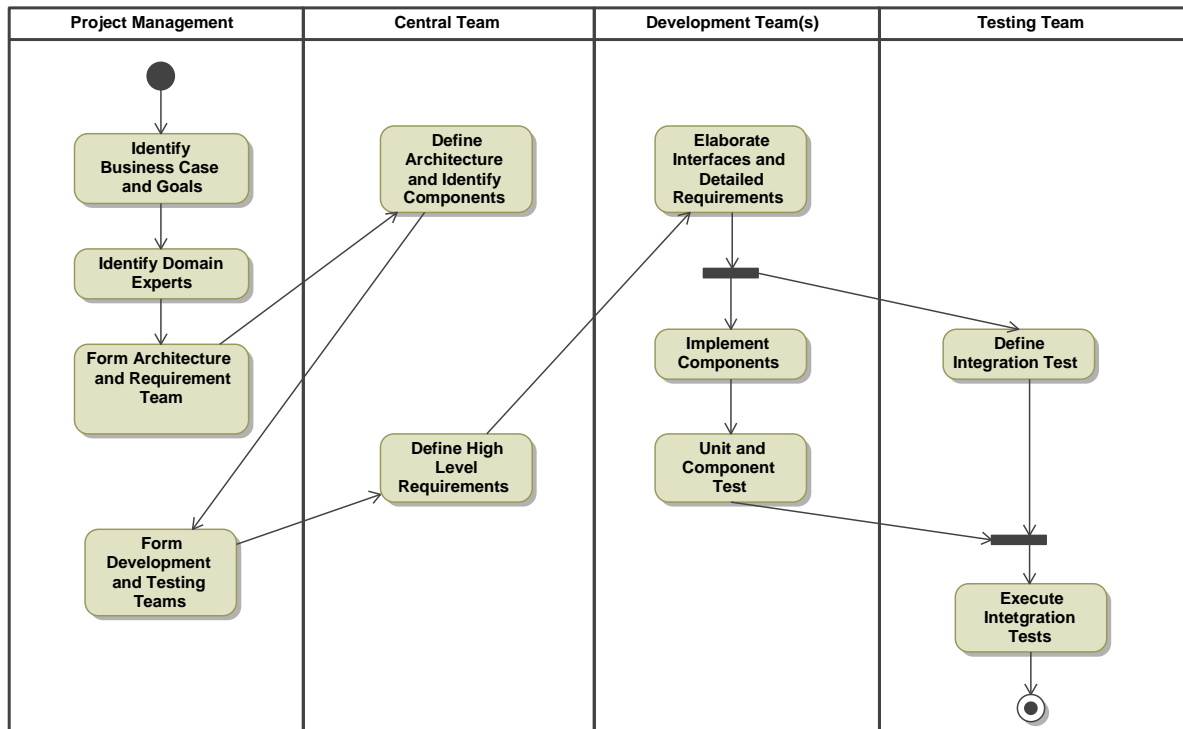 Project Management
Central Team
Development Team(s)
Testing Team
Identify
Business Case
and Goals
Identify Domain
Experts
Form Architecture
and Requirement
Team
Form
Development
and Testing
Teams
Define
Architecture
and Identify
Components
Define High
Level
Requirements
Elaborate
Interfaces and
Detailed
Requirements
Implement
Components
Unit and
Component
Test
Define
Integration Test
Execute
Intetgration
Tests